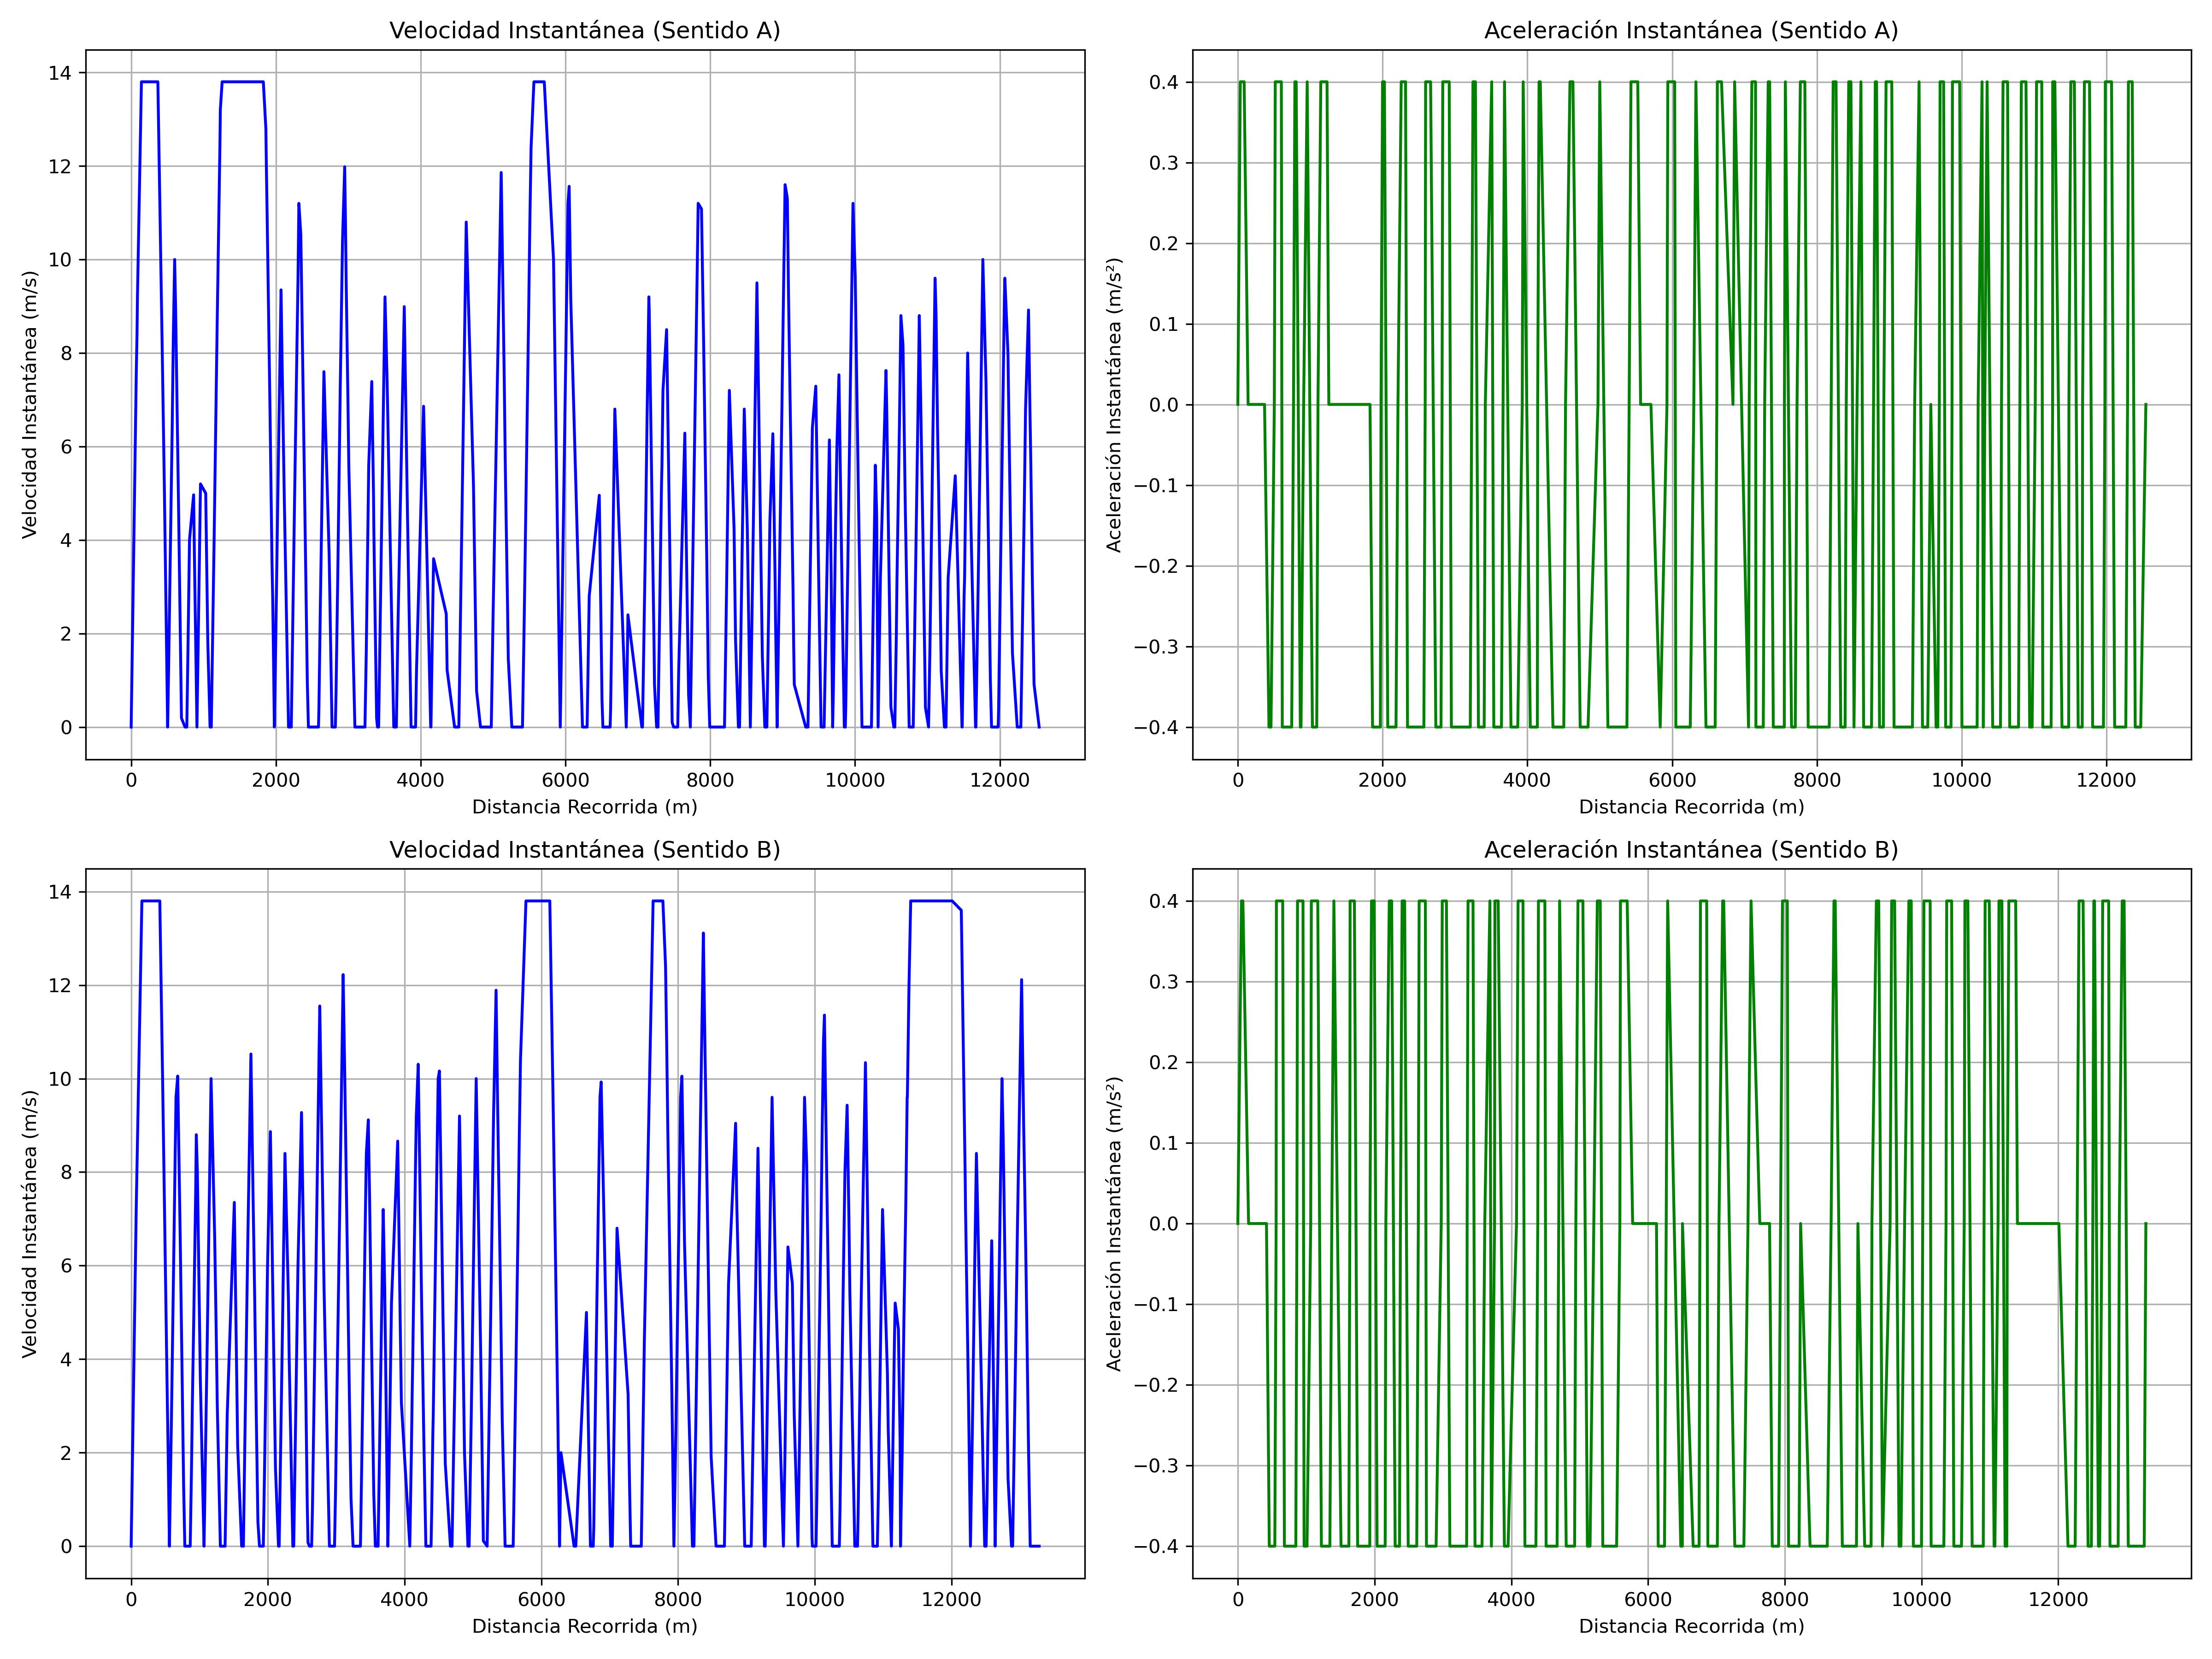 Velocidad Instantánea (Sentido A)
Velocidad Instantánea (m/s)
14
12
10
8
6
4
2
0
0 2000 4000 6000 8000 10000 12000
Distancia Recorrida (m)
Aceleración Instantánea (Sentido A)
Aceleración Instantánea (m/s²)
0.4
0.3
0.2
0.1
0.0
−0.1
−0.2
−0.3
−0.4
0 2000 4000 6000 8000 10000 12000
Distancia Recorrida (m)
Velocidad Instantánea (Sentido B)
Velocidad Instantánea (m/s)
14
12
10
8
6
4
2
0
0 2000 4000 6000 8000 10000 12000
Distancia Recorrida (m)
Aceleración Instantánea (Sentido B)
Aceleración Instantánea (m/s²)
0.4
0.3
0.2
0.1
0.0
−0.1
−0.2
−0.3
−0.4
0 2000 4000 6000 8000 10000 12000
Distancia Recorrida (m)